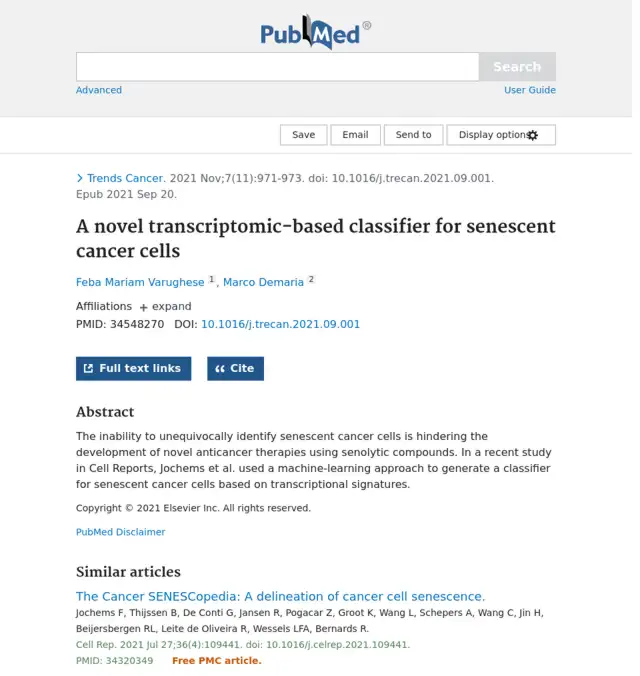 PubMed®
Search
Advanced
User Guide
Save
Email
Send to
Display options
Trends Cancer. 2021 Nov;7(11):971-973. doi: 10.1016/j.trecan.2021.09.001.
Epub 2021 Sep 20.
A novel transcriptomic-based classifier for senescent
cancer cells
Feba Mariam Varughese 1, Marco Demaria 2
Affiliations + expand
PMID: 34548270 DOI: 10.1016/j.trecan.2021.09.001
Full text links
Cite
Abstract
The inability to unequivocally identify senescent cancer cells is hindering the
development of novel anticancer therapies using senolytic compounds. In a recent study
in Cell Reports, Jochems et al. used a machine-learning approach to generate a classifier
for senescent cancer cells based on transcriptional signatures.
Copyright © 2021 Elsevier Inc. All rights reserved.
PubMed Disclaimer
Similar articles
The Cancer SENESCopedia: A delineation of cancer cell senescence.
Jochems F, Thijssen B, De Conti G, Jansen R, Pogacar Z, Groot K, Wang L, Schepers A, Wang C, Jin H,
Beijersbergen RL, Leite de Oliveira R, Wessels LFA, Bernards R.
Cell Rep. 2021 Jul 27;36(4):109441. doi: 10.1016/j.celrep.2021.109441.
PMID: 34320349 Free PMC article.